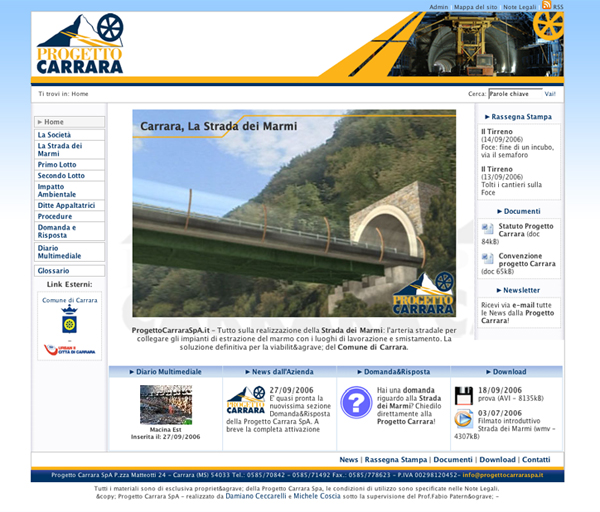 Admin | Mappa del sito | Note Legali | RSS
PROGETTO
CARRARA
Ti trovi in: Home
Cerca: Parole chiave Vai!
Home
La Società
La Strada dei
Marmi
Primo Lotto
Secondo Lotto
Impatto
Ambientale
Ditte Appaltatrici
Procedure
Domanda e
Risposta
Diario
Multimediale
Glossario
Link Esterni:
Comune di Carrara
URBAN II
CITTÀ DI CARRARA
Carrara, La Strada dei Marmi
PROGETTO
CARRARA
ProgettoCarraraSpA.it - Tutto sulla realizzazione della Strada dei Marmi: l'arteria stradale per
collegare gli impianti di estrazione del marmo con i luoghi di lavorazione e smistamento. La
soluzione definitiva per la viabilit&agrave; del Comune di Carrara.
Rassegna Stampa
Il Tirreno
(14/09/2006)
Foce: fine di un incubo,
via il semaforo
Il Tirreno
(13/09/2006)
Tolti i cantieri sulla
Foce
Documenti
Statuto Progetto
Carrara (doc
84kB)
Convenzione
progetto Carrara
(doc 65kB)
Newsletter
Ricevi via e-mail tutte
le News dalla Progetto
Carrara!
Diario Multimediale
Macina Est
Inserita il: 27/09/2006
News dall'Azienda
PROGETTO
CARRARA
27/09/2006
E' quasi pronta la
nuovissima sezione
Domanda&Risposta
della Progetto Carrara SpA. A
breve la completa attivazione
Domanda&Risposta
Hai una domanda
riguardo alla Strada
dei Marmi? Chiedilo
direttamente alla
Progetto Carrara!
Download
18/09/2006
prova (AVI - 8135kB)
03/07/2006
Filmato introduttivo
Strada dei Marmi (wmv -
4307kB)
News | Rassegna Stampa | Documenti | Download | Contatti
Progetto Carrara SpA P.zza Matteotti 24 - Carrara (MS) 54033 Tel.: 0585/70842 - 0585/71492 Fax.: 0585/778623 - P.IVA 00298120452- info@progettocarraraspa.it
Tutti i materiali sono di esclusiva propriet&agrave; della Progetto Carrara Spa, le condizioni di utilizzo sono specificate nelle Note Legali.
&copy; Progetto Carrara SpA - realizzato da Damiano Ceccarelli e Michele Coscia sotto la supervisione del Prof.Fabio Patern&agrave; -